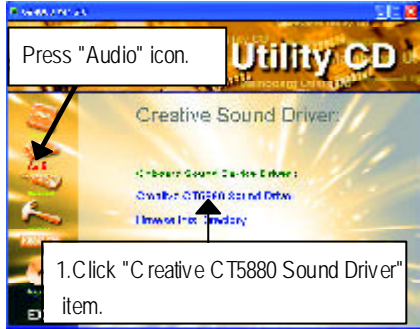 Utility CD
Press "Audio" icon.
Creative Sound Driver:
Onboard Sound Device Driver :
Creative CT5880 Sound Driver
Browse this directory
1.Click "Creative CT5880 Sound Driver"
item.